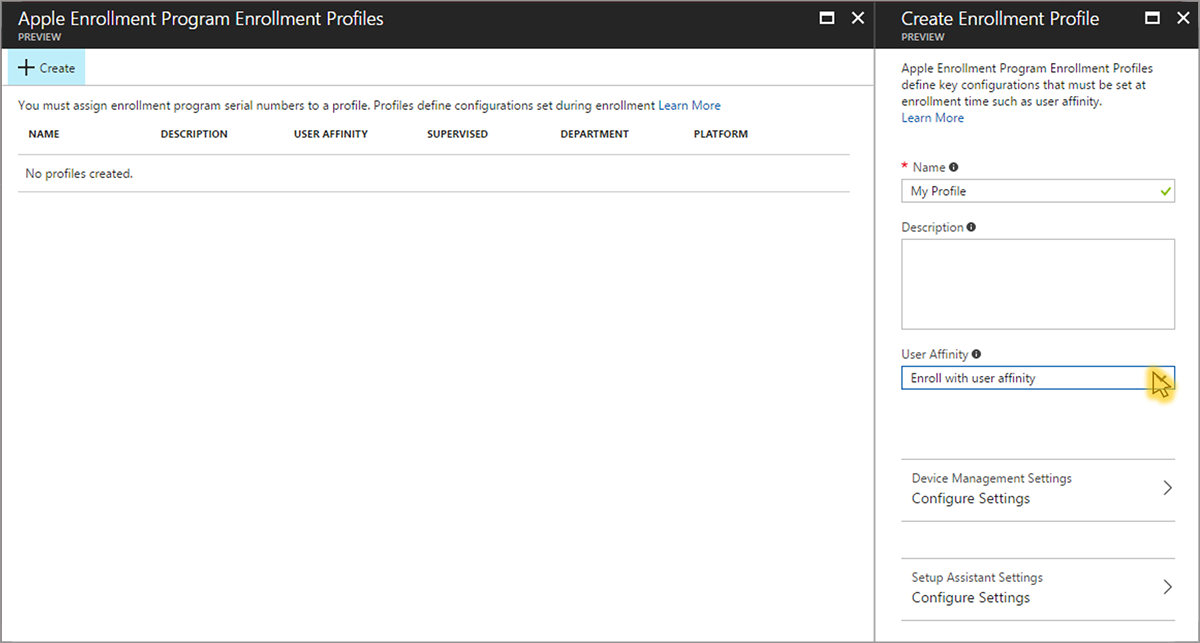 Apple Enrollment Program Enrollment Profiles
PREVIEW
Create
You must assign enrollment program serial numbers to a profile. Profiles define configurations set during enrollment Learn More
NAME DESCRIPTION USER AFFINITY SUPERVISED DEPARTMENT PLATFORM
No profiles created.
Create Enrollment Profile
PREVIEW
Apple Enrollment Program Enrollment Profiles
define key configurations that must be set at
enrollment time such as user affinity.
Learn More
* Name
My Profile
Description
User Affinity
Enroll with user affinity
Device Management Settings
Configure Settings
Setup Assistant Settings
Configure Settings